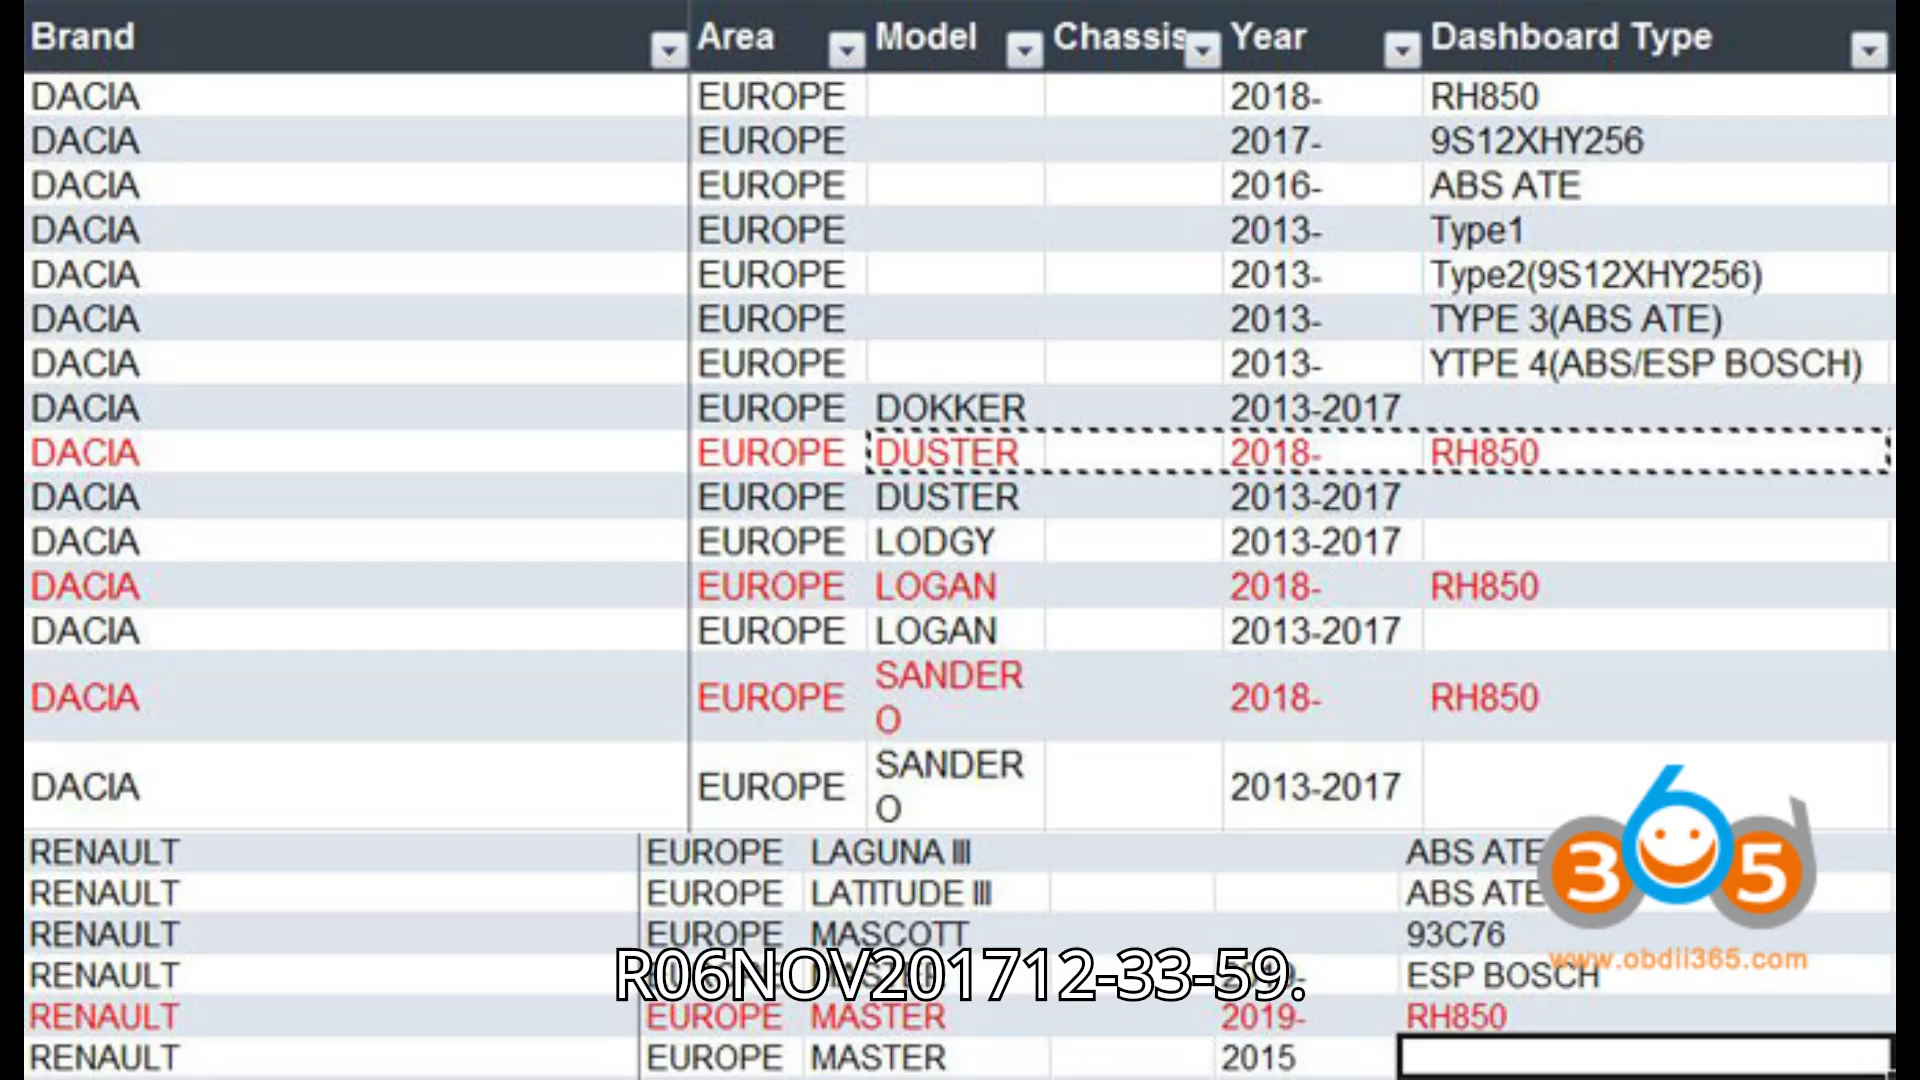 Brand Area Model Chassis Year Dashboard Type
DACIA EUROPE 2018- RH850
DACIA EUROPE 2017- 9S12XHY256
DACIA EUROPE 2016- ABS ATE
DACIA EUROPE 2013- Type1
DACIA EUROPE 2013- Type2(9S12XHY256)
DACIA EUROPE 2013- TYPE 3(ABS ATE)
DACIA EUROPE 2013- YTPE 4(ABS/ESP BOSCH)
DACIA EUROPE DOKKER 2013-2017
DACIA EUROPE DUSTER 2018- RH850
DACIA EUROPE DUSTER 2013-2017
DACIA EUROPE LODGY 2013-2017
DACIA EUROPE LOGAN 2018- RH850
DACIA EUROPE LOGAN 2013-2017
DACIA EUROPE SANDER 2018- RH850
O
DACIA EUROPE SANDER 2013-2017
O
RENAULT EUROPE LAGUNA III ABS ATE
RENAULT EUROPE LATITUDE III ABS ATE
RENAULT EUROPE MASCOTT 93C76
RENAULT EUROPE MASTER 2019- ESP BOSCH
RENAULT EUROPE MASTER 2019- RH850
RENAULT EUROPE MASTER 2015
365d
www.obdii365.com
R06NOV201712-33-59.